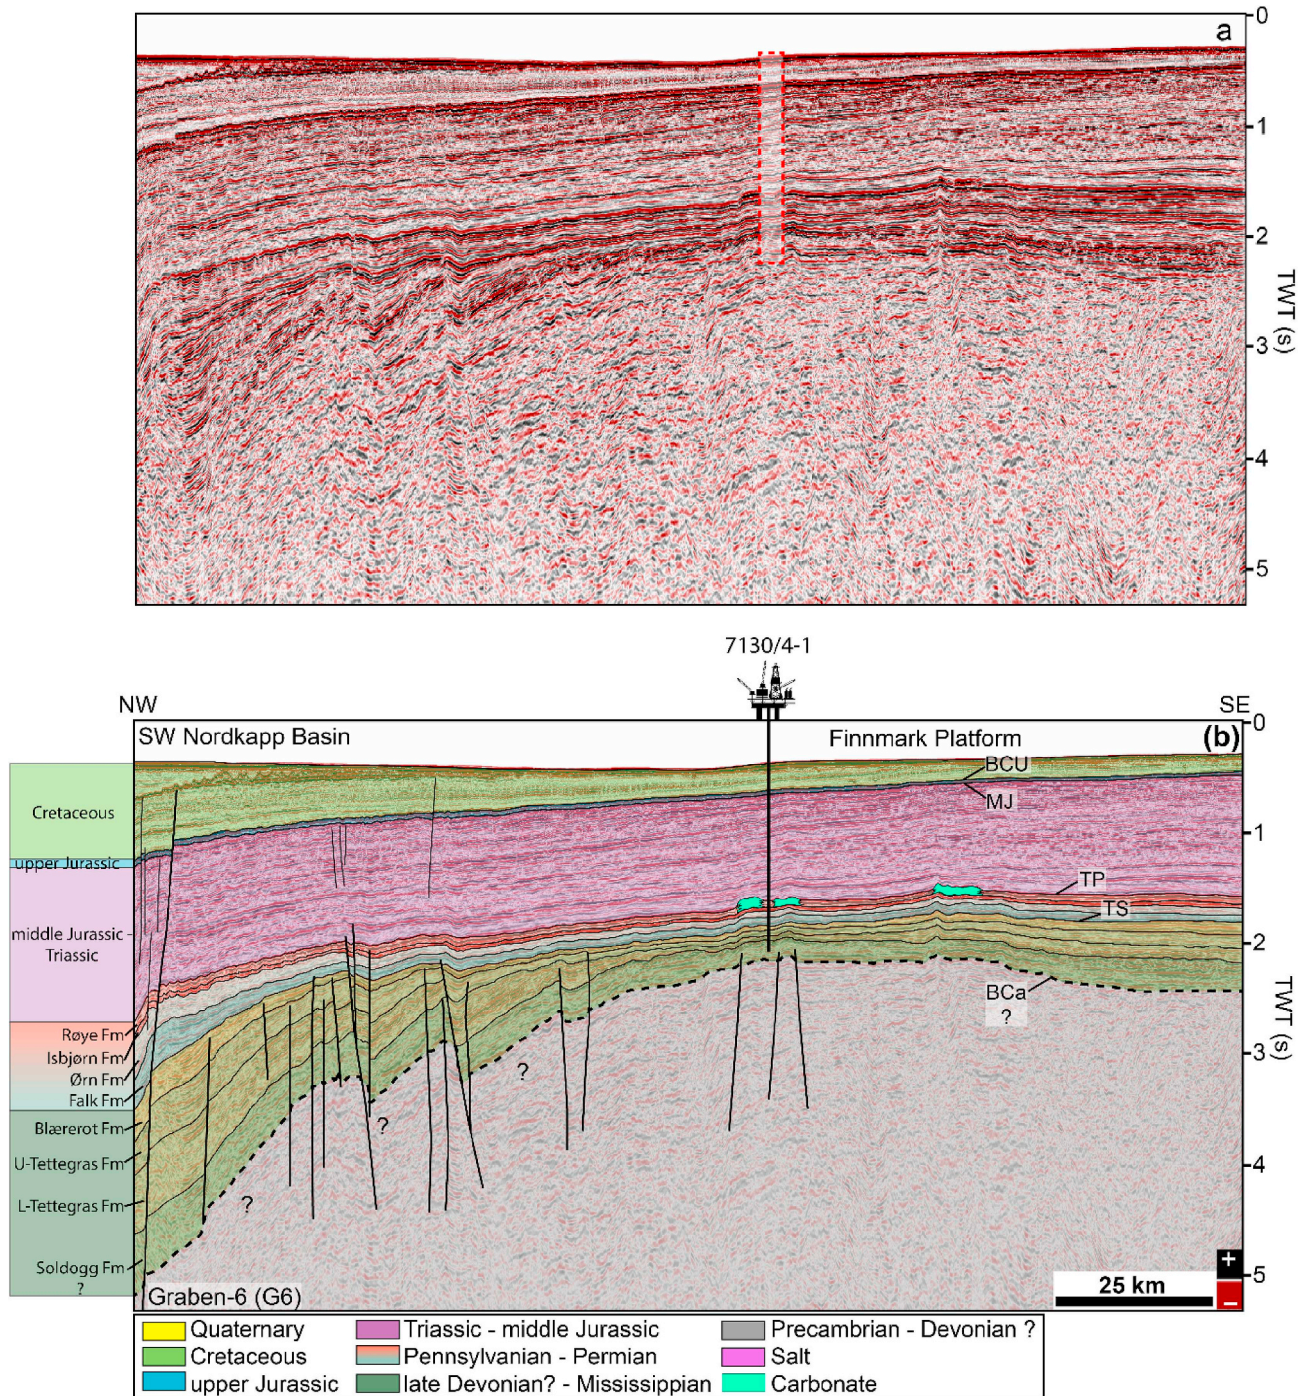 a
0
1
2
3
4
5
TWT (s)
7130/4-1
NW
SE
SW Nordkapp Basin
Finnmark Platform
(b)
0
1
2
3
4
5
TWT (s)
BCU
MJ
TP
TS
BCa
?
?
?
?
Cretaceous
upper Jurassic
middle Jurassic -
Triassic
Røye Fm
Isbjørn Fm
Ørn Fm
Falk Fm
Blærerot Fm
U-Tettegras Fm
L-Tettegras Fm
Soldogg Fm
?
Graben-6 (G6)
25 km
+
−
Quaternary
Cretaceous
upper Jurassic
Triassic - middle Jurassic
Pennsylvanian - Permian
late Devonian? - Mississippian
Precambrian - Devonian ?
Salt
Carbonate